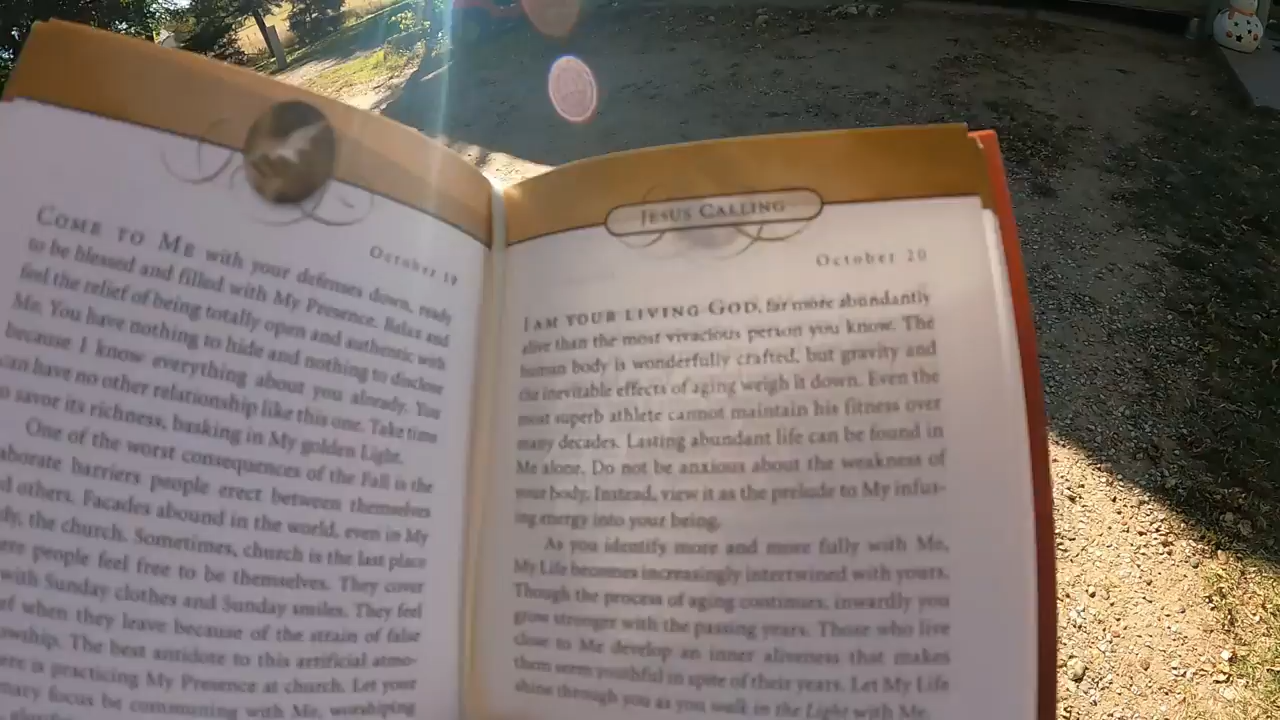 October 19
COME TO ME with your defenses down, ready
to be blessed and filled with My Presence. Relax and
feel the relief of being totally open and authentic with
Me. You have nothing to hide and nothing to disclose
because I know everything about you already. You
can have no other relationship like this one. Take time
to savor its richness, basking in My golden Light.
One of the worst consequences of the Fall is the
aborate barriers people erect between themselves
d others. Facades abound in the world, even in My
dy, the church. Sometimes, church is the last place
ere people feel free to be themselves. They cover
with Sunday clothes and Sunday smiles. They feel
ef when they leave because of the strain of false
owship. The best antidote to this artificial atmo-
ere is practicing My Presence at church. Let your
mary focus be communing with Me, worshiping
JESUS CALLING
October 20
I AM YOUR LIVING GOD, far more abundantly
alive than the most vivacious person you know. The
human body is wonderfully crafted, but gravity and
the inevitable effects of aging weigh it down. Even the
most superb athlete cannot maintain his fitness over
many decades. Lasting abundant life can be found in
Me alone. Do not be anxious about the weakness of
your body. Instead, view it as the prelude to My infus-
ing energy into your being.
As you identify more and more fully with Me,
My Life becomes increasingly intertwined with yours.
Though the process of aging continues, inwardly you
grow stronger with the passing years. Those who live
close to Me develop an inner aliveness that makes
them seem youthful in spite of their years. Let My Life
shine through you as you walk in the Light with Me.